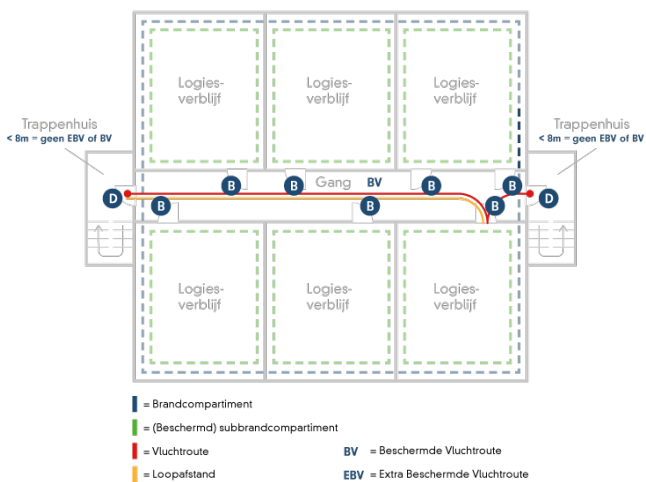 Logies-
verblijf
Logies-
verblijf
Logies-
verblijf
Trappenhuis
< 8m = geen EBV of BV
Trappenhuis
< 8m = geen EBV of BV
B
B
Gang BV
B
B
D
D
B
B
B
Logies-
verblijf
Logies-
verblijf
Logies-
verblijf
= Brandcompartiment
= (Beschermd) subbrandcompartiment
= Vluchtroute
BV = Beschermde Vluchtroute
= Loopafstand
EBV = Extra Beschermde Vluchtroute